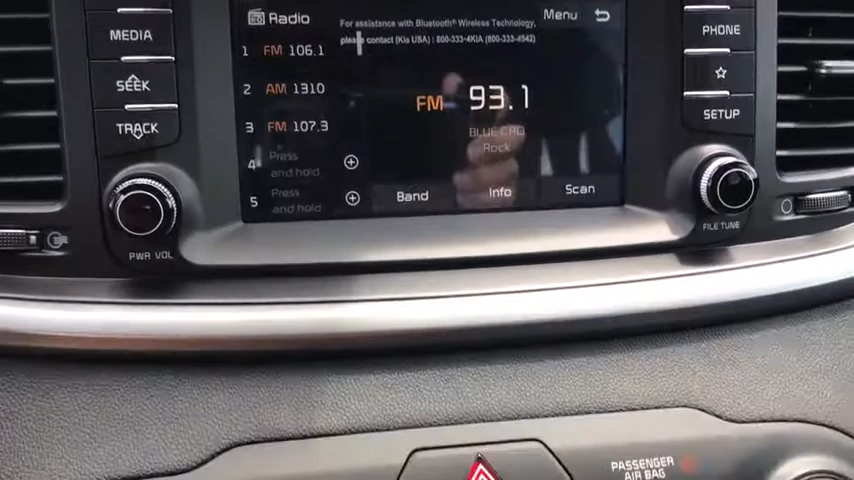 MEDIA
SEEK
TRACK
PWR VOL
Radio
For assistance with Bluetooth® Wireless Technology,
please contact (Kia USA) : 800-333-4KIA (800-333-4542)
Menu
1 FM 106.1
2 AM 1310
3 FM 107.3
4 Press and hold
5 Press and hold
FM 93.1
Rock
Band
Info
Scan
PHONE
SETUP
FILE TUNE
PASSENGER
AIR BAG